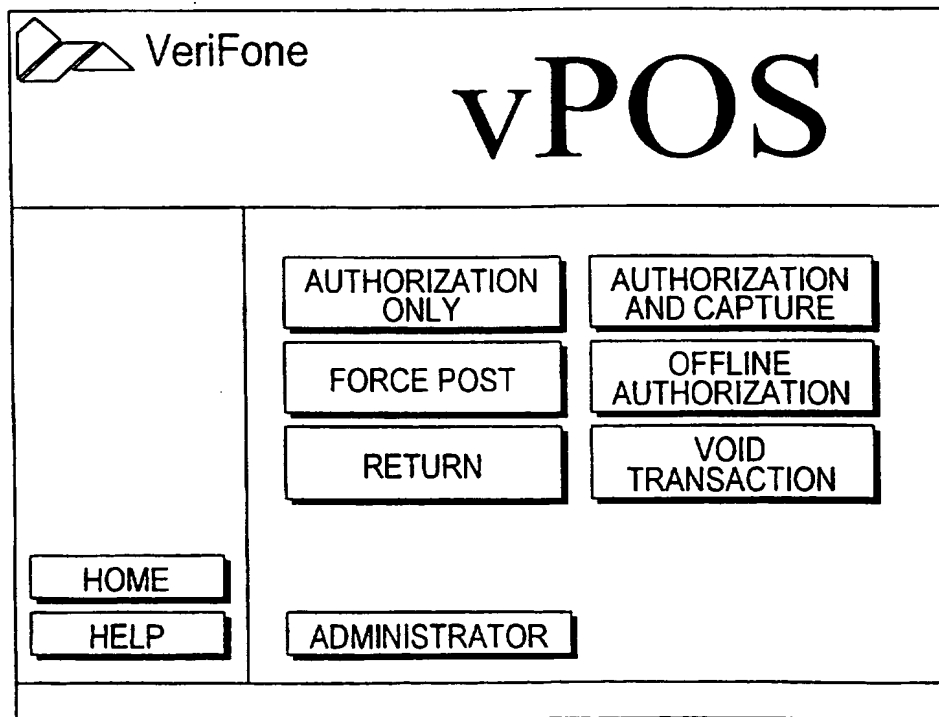 VeriFone
vPOS
AUTHORIZATION
ONLY
AUTHORIZATION
AND CAPTURE
FORCE POST
OFFLINE
AUTHORIZATION
RETURN
VOID
TRANSACTION
HOME
HELP
ADMINISTRATOR